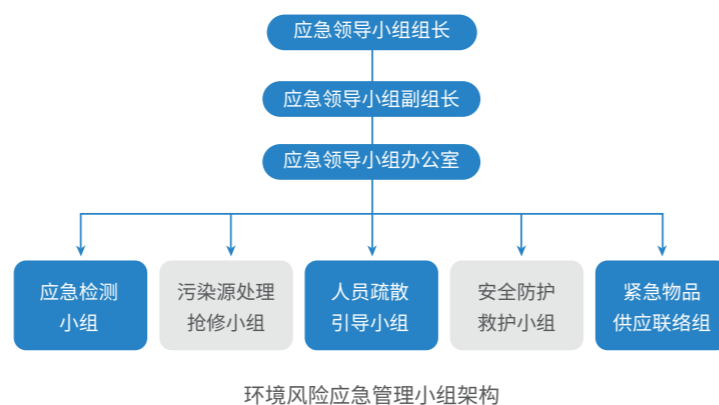 应急领导小组组长
应急领导小组副组长
应急领导小组办公室
应急检测
小组
污染源处理
抢修小组
人员疏散
引导小组
安全防护
救护小组
紧急物品
供应联络组
环境风险应急管理小组架构